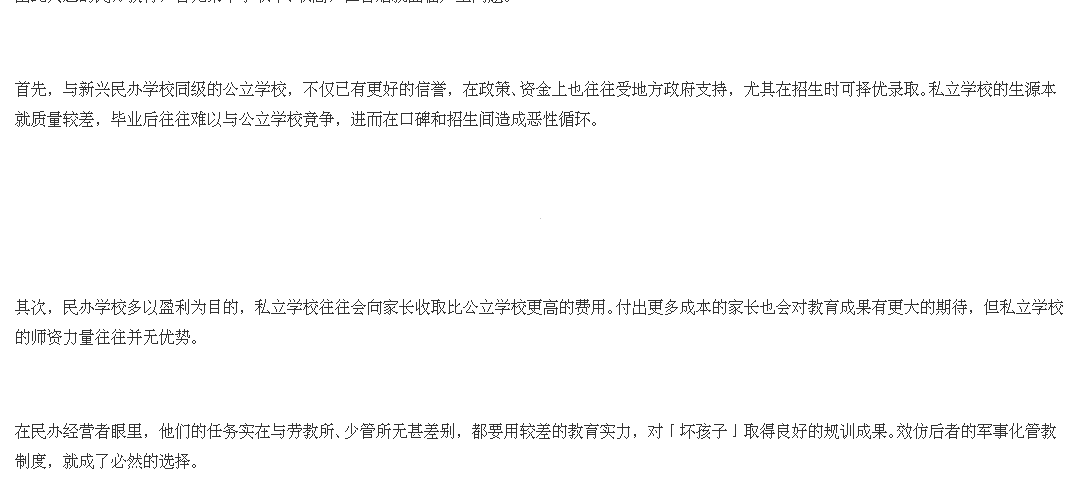 首先，与新兴民办学校同级的公立学校，不仅已有更好的信誉，在政策、资金上也往往受地方政府支持，尤其在招生时可择优录取。私立学校的生源本
就质量较差，毕业后往往难以与公立学校竞争，进而在口碑和招生间造成恶性循环。
其次，民办学校多以盈利为目的，私立学校往往会向家长收取比公立学校更高的费用。付出更多成本的家长也会对教育成果有更大的期待，但私立学校
的师资力量往往并无优势。
在民办经营者眼里，他们的任务实在与劳教所、少管所无甚差别，都要用较差的教育实力，对「坏孩子」取得良好的规训成果。效仿后者的军事化管教
制度，就成了必然的选择。